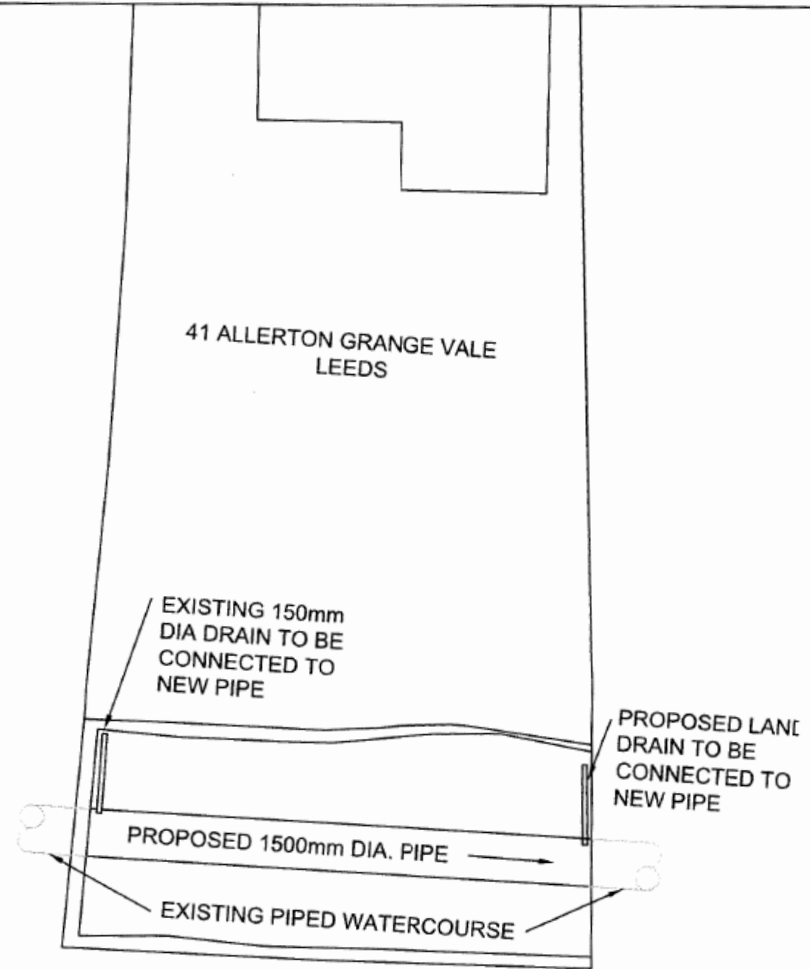 41 ALLERTON GRANGE VALE
LEEDS
EXISTING 150mm
DIA DRAIN TO BE
CONNECTED TO
NEW PIPE
PROPOSED LAND
DRAIN TO BE
CONNECTED TO
NEW PIPE
PROPOSED 1500mm DIA. PIPE
EXISTING PIPED WATERCOURSE